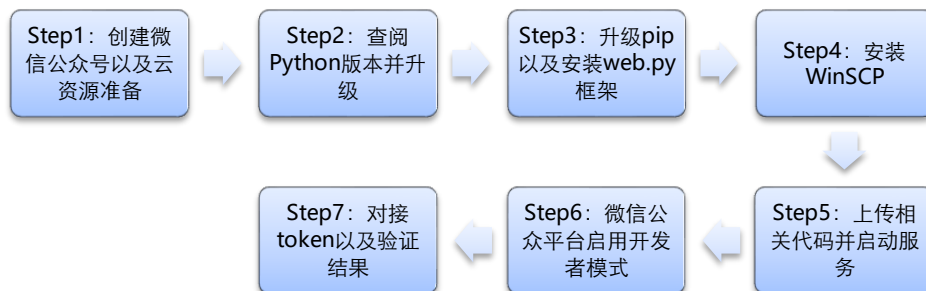 Step1：创建微
信公众号以及云
资源准备
Step2：查阅
Python版本并升
级
Step3：升级pip
以及安装web.py
框架
Step4：安装
WinSCP
Step5：上传相
关代码并启动服
务
Step6：微信公
众平台启用开发
者模式
Step7：对接
token以及验证
结果